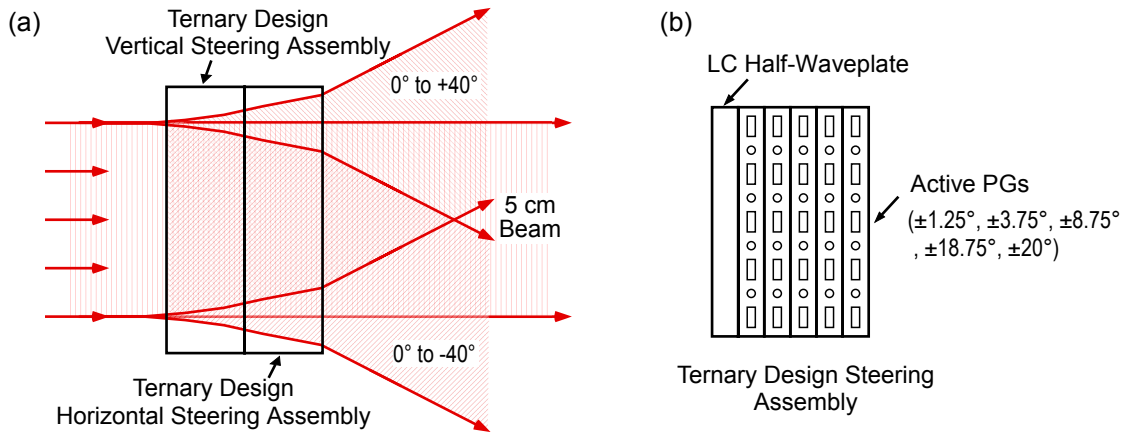 (a)
Ternary Design
Vertical Steering Assembly
0° to +40°
5 cm
Beam
0° to -40°
Ternary Design
Horizontal Steering Assembly
(b)
LC Half-Waveplate
Active PGs
(±1.25°, ±3.75°, ±8.75°
, ±18.75°, ±20°)
Ternary Design Steering
Assembly